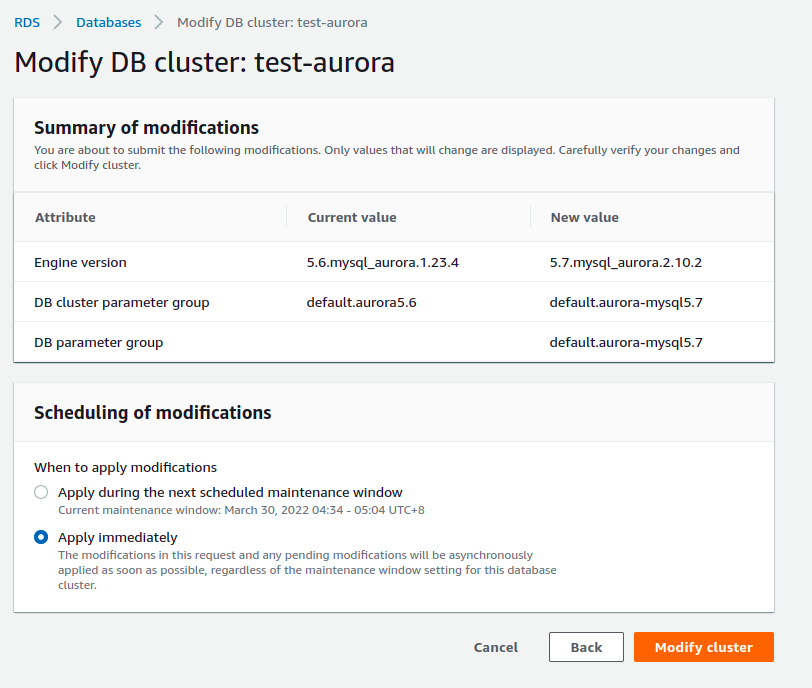 RDS > Databases > Modify DB cluster: test-aurora
Modify DB cluster: test-aurora
Summary of modifications
You are about to submit the following modifications. Only values that will change are displayed. Carefully verify your changes and
click Modify cluster.
Attribute Current value New value
Engine version 5.6.mysql_aurora.1.23.4 5.7.mysql_aurora.2.10.2
DB cluster parameter group default.aurora5.6 default.aurora-mysql5.7
DB parameter group default.aurora-mysql5.7
Scheduling of modifications
When to apply modifications
Apply during the next scheduled maintenance window
Current maintenance window: March 30, 2022 04:34 - 05:04 UTC+8
Apply immediately
The modifications in this request and any pending modifications will be asynchronously
applied as soon as possible, regardless of the maintenance window setting for this database
cluster.
Cancel Back Modify cluster